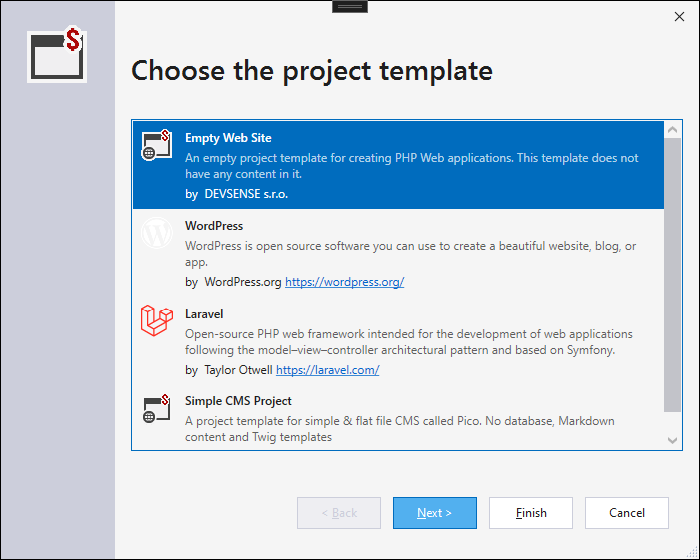 Choose the project template
Empty Web Site
An empty project template for creating PHP Web applications. This template does not
have any content in it.
by DEVSENSE s.r.o.
WordPress
WordPress is open source software you can use to create a beautiful website, blog, or
app.
by WordPress.org https://wordpress.org/
Laravel
Open-source PHP web framework intended for the development of web applications
following the model–view–controller architectural pattern and based on Symfony.
by Taylor Otwell https://laravel.com/
Simple CMS Project
A project template for simple & flat file CMS called Pico. No database, Markdown
content and Twig templates
< Back Next > Finish Cancel